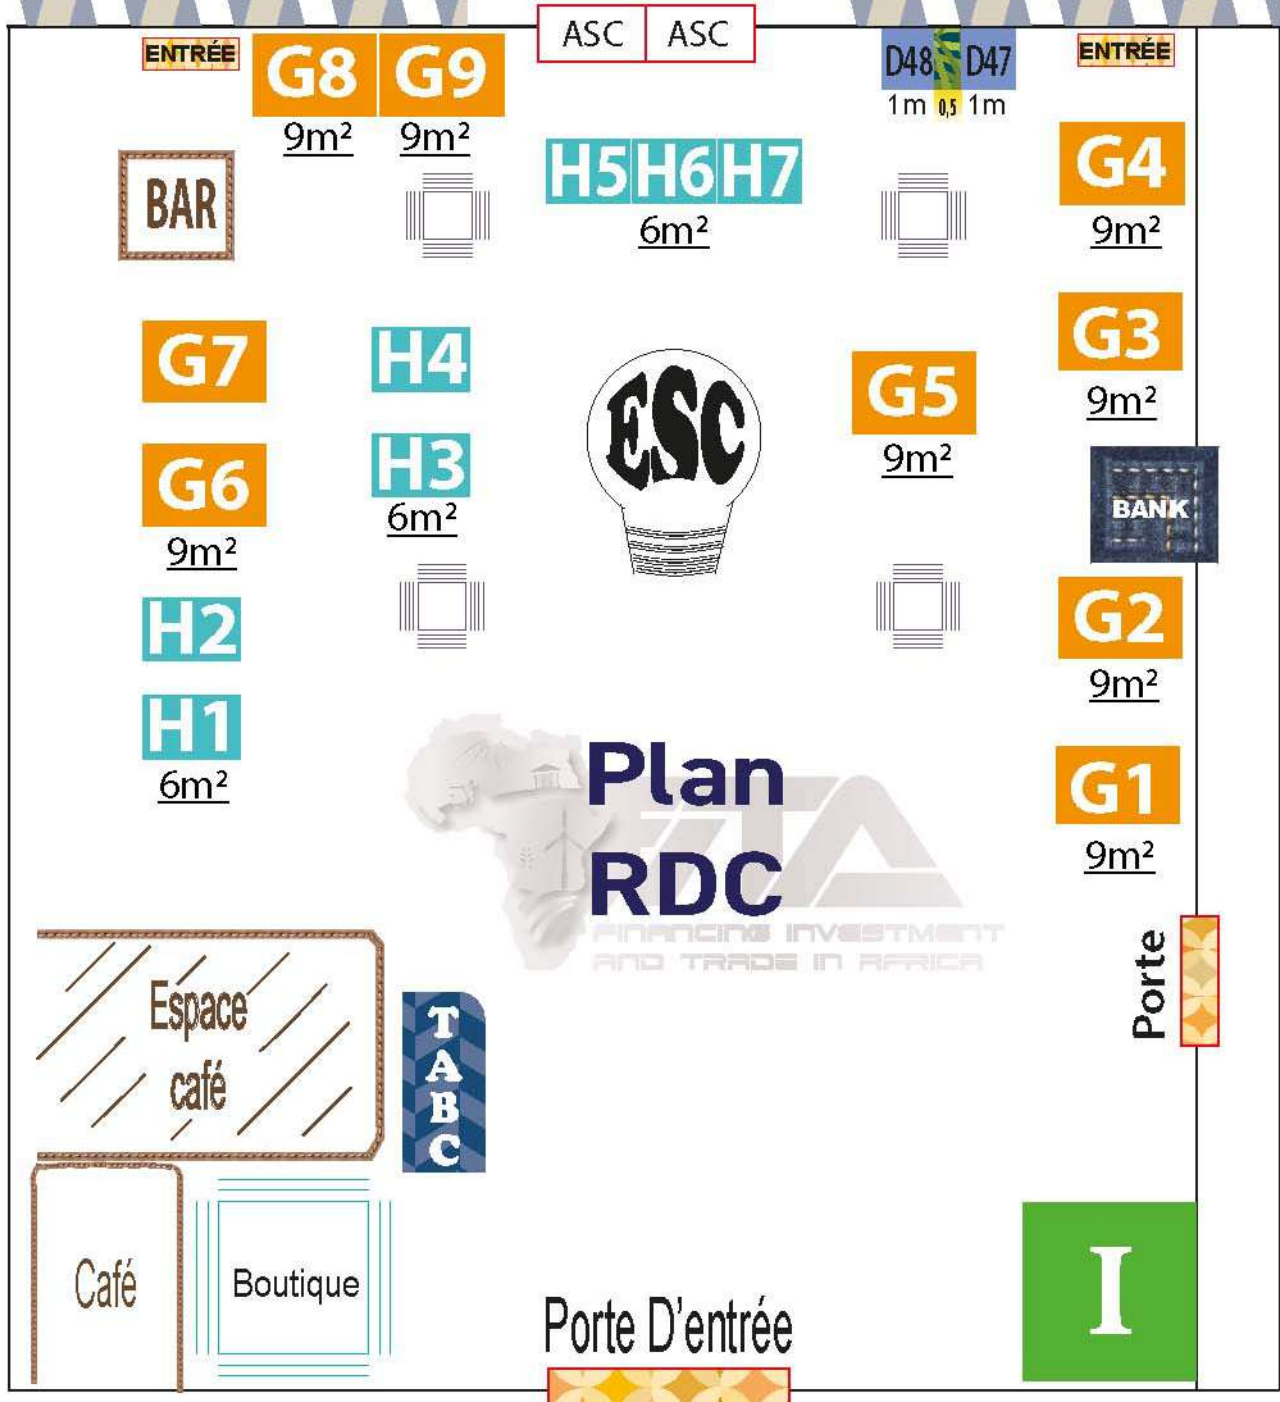 ASC ASC
ENTRÉE G8 G9 D48 D47 ENTRÉE
1m 0,5 1m
9m² 9m²
BAR H5 H6 H7 G4
6m² 9m²
G7 H4 G3
ESC G5 9m²
G6 H3 9m²
6m² BANK
9m²
H2 G2
9m²
H1 Plan G1
6m²
RDC 9m²
FITA
FINANCING INVESTMENT
AND TRADE IN AFRICA
Porte
Espace
café
TABC
Café Boutique I
Porte D'entrée